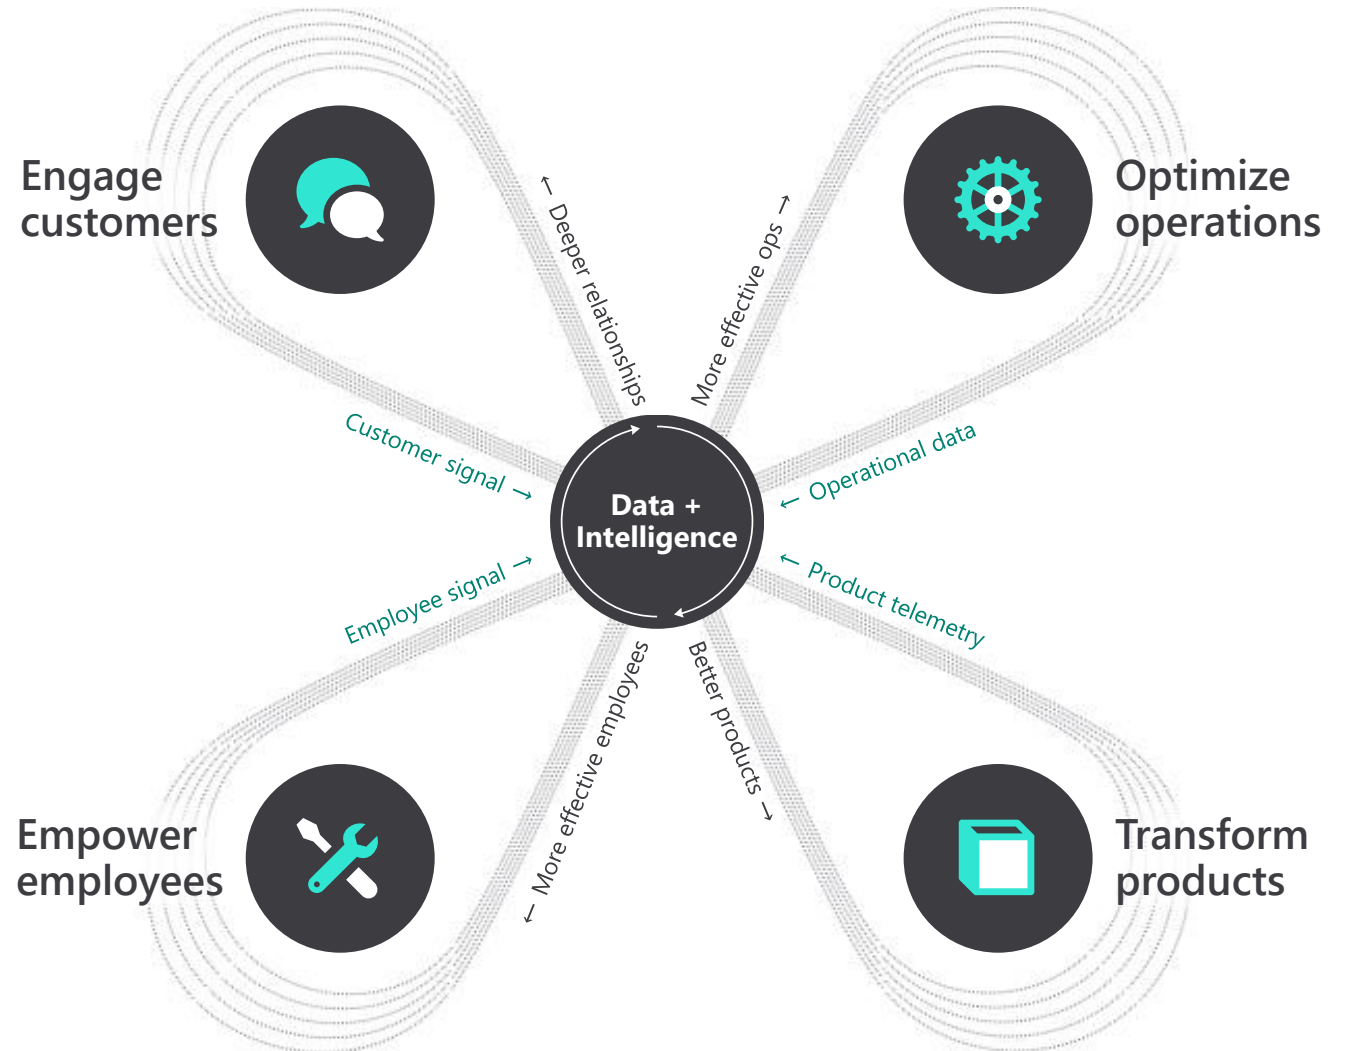 Engage
customers
Optimize
operations
← Deeper relationships
More effective ops →
Customer signal →
← Operational data
Data +
Intelligence
Employee signal →
← Product telemetry
← More effective employees
Better products →
Empower
employees
Transform
products